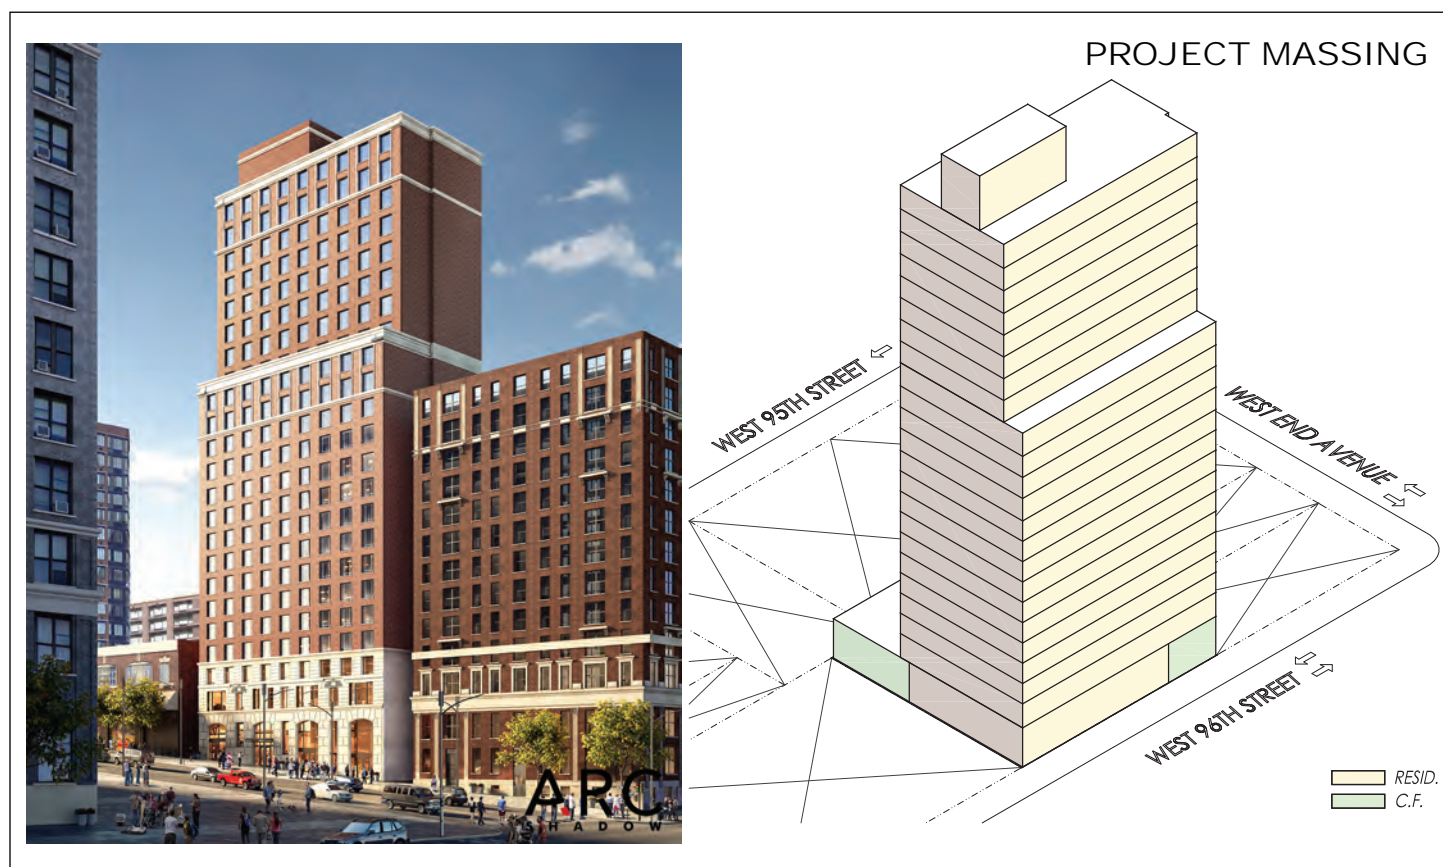 PROJECT MASSING
WEST 95TH STREET
WEST END AVENUE
WEST 96TH STREET
RESID.
C.F.
ARC
SHADOW